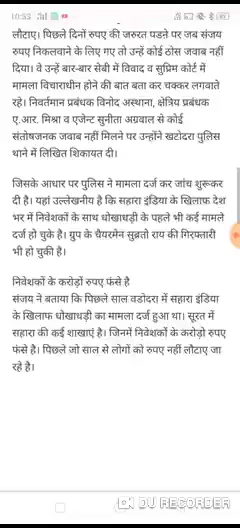 10:53
लौटाए। पिछले दिनों रुपए की जरुरत पडऩे पर जब संजय
रुपए निकलवाने के लिए गए तो उन्हें कोई ठोस जवाब नहीं
दिया। वे उन्हें बार-बार सेबी में विवाद व सुप्रिम कोर्ट में
मामला विचाराधीन होने की बात बता कर चक्कर लगवाते
रहे। निवर्तमान प्रबंधक विनोद अस्थाना, क्षेत्रिय प्रबंधक
ए.आर. मिश्रा व एजेन्ट सुनीता अग्रवाल से कोई
संतोषजनक जवाब नहीं मिलने पर उन्होंने खटोदरा पुलिस
थाने में लिखित शिकायत दी।
जिसके आधार पर पुलिस ने मामला दर्ज कर जांच शुरूकर
दी है। यहां उल्लेखनीय है कि सहारा इंडिया के खिलाफ देश
भर में निवेशकों के साथ धोखाधड़ी के पहले भी कई मामले
दर्ज हो चुके है। ग्रुप के चैयरमेन सुब्रतो राय की गिरफ्तारी
भी हो चुकी है।
निवेशकों के करोड़ों रुपए फंसे है
संजय ने बताया कि पिछले साल वडोदरा में सहारा इंडिया
के खिलाफ धोखाधड़ी का मामला दर्ज हुआ था। सूरत में
सहारा की कई शाखाएं है। जिनमें निवेशकों के करोड़ो रुपए
फंसे है। पिछले जो साल से लोगों को रुपए नहीं लौटाए जा
रहे है।
DU RECORDER